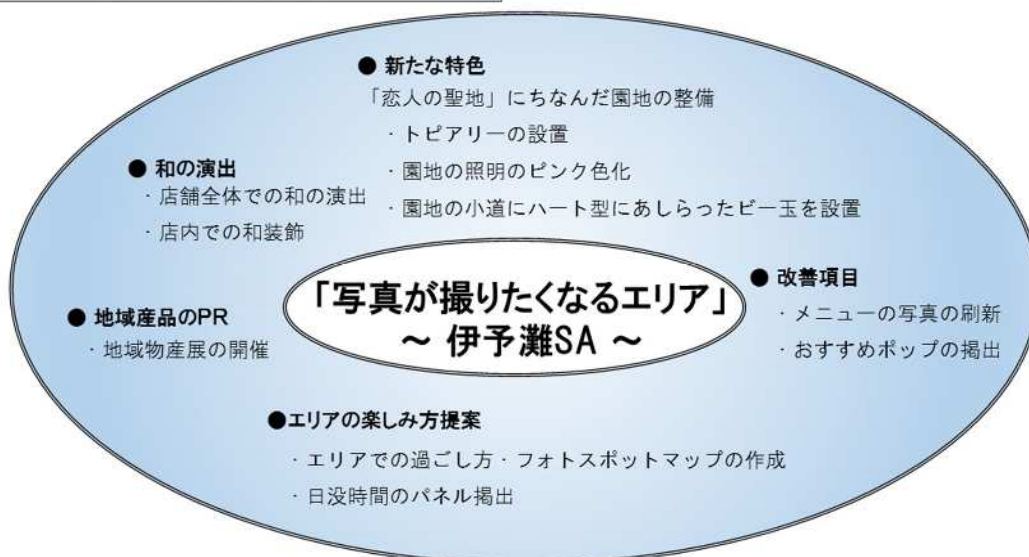 ● 新たな特色
「恋人の聖地」にちなんだ園地の整備
・トピアリーの設置
・園地の照明のピンク色化
・園地の小道にハート型にあしらったビー玉を設置
● 和の演出
・店舗全体での和の演出
・店内での和装飾
「写真が撮りたくなるエリア」
～ 伊予灘SA ～
● 改善項目
・メニューの写真の刷新
・おすすめポップの掲出
● 地域産品のPR
・地域物産展の開催
●エリアの楽しみ方提案
・エリアでの過ごし方・フォトスポットマップの作成
・日没時間のパネル掲出